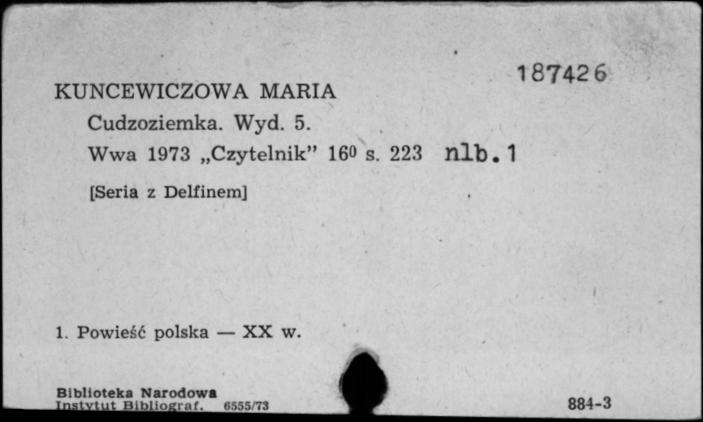 187426
KUNCEWICZOWA MARIA
Cudzoziemka. Wyd. 5.
Wwa 1973 „Czytelnik” 16⁰ s. 223 nlb. 1
[Seria z Delfinem]
1. Powieść polska — XX w.
Biblioteka Narodowa
Instytut Bibliograf. 6555/73
884-3